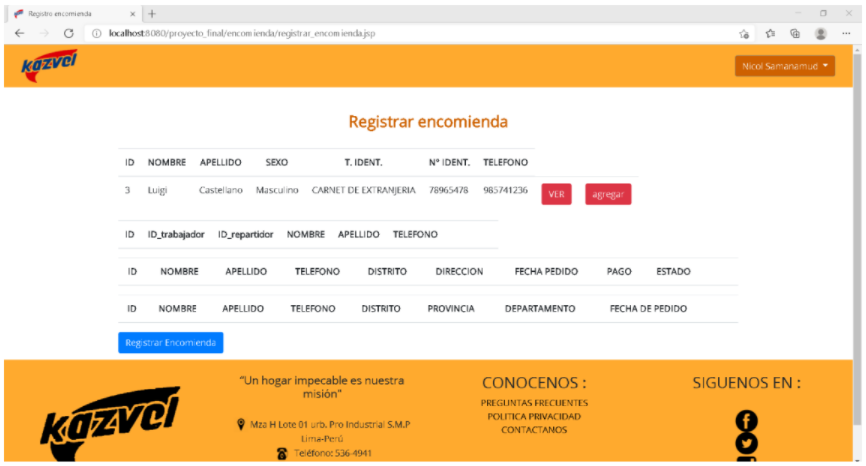 Registro encomienda
localhost:8080/proyecto_final/encomienda/registrar_encomienda.jsp
kazvel
Nicol Samanamud
Registrar encomienda
ID NOMBRE APELLIDO SEXO T. IDENT. N° IDENT. TELEFONO
3 Luigi Castellano Masculino CARNET DE EXTRANJERIA 78965478 985741236 VER agregar
ID ID_trabajador ID_repartidor NOMBRE APELLIDO TELEFONO
ID NOMBRE APELLIDO TELEFONO DISTRITO DIRECCION FECHA PEDIDO PAGO ESTADO
ID NOMBRE APELLIDO TELEFONO DISTRITO PROVINCIA DEPARTAMENTO FECHA DE PEDIDO
Registrar Encomienda
kazvel
"Un hogar impecable es nuestra
misión"
Mza H Lote 01 urb. Pro Industrial S.M.P
Lima-Perú
Teléfono: 536-4941
CONOCENOS :
PREGUNTAS FRECUENTES
POLITICA PRIVACIDAD
CONTACTANOS
SIGUENOS EN :